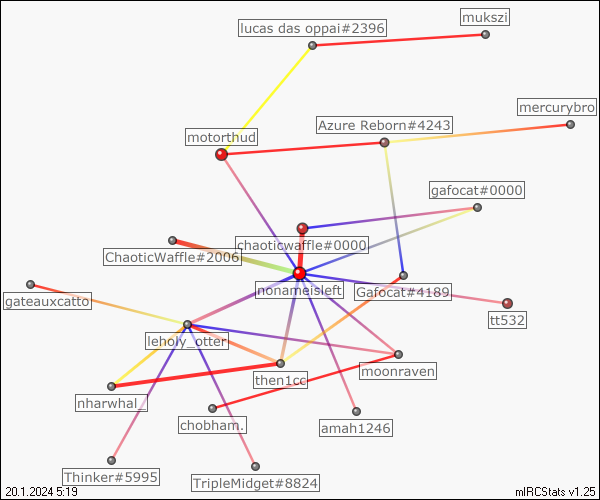 mukszi
lucas das oppai#2396
mercurybro
Azure Reborn#4243
motorthud
gafocat#0000
chaoticwaffle#0000
ChaoticWaffle#2006
nonameisleft
Gafocat#4189
gateauxcatto
tt532
leholy_otter
moonraven
then1cc
nharwhal_
chobham.
amah1246
Thinker#5995
TripleMidget#8824
20.1.2024 5:19
mIRCStats v1.25